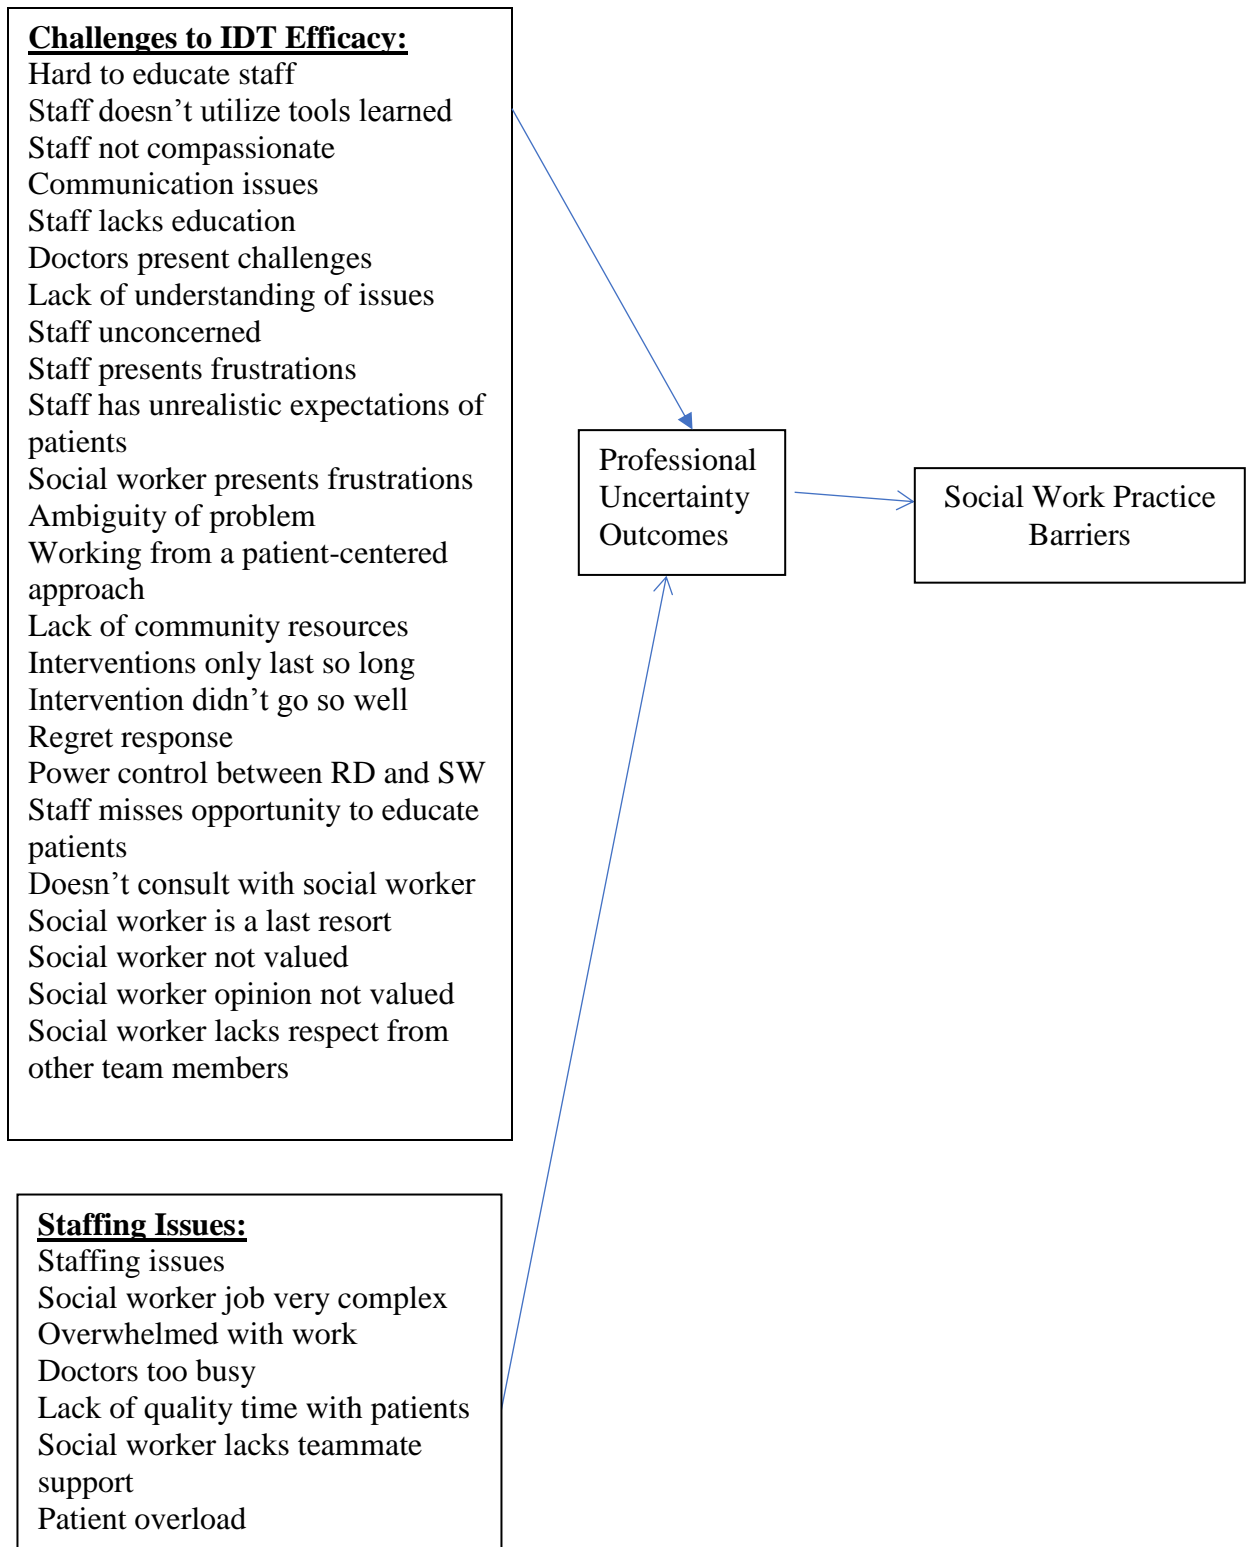 Challenges to IDT Efficacy:
Hard to educate staff
Staff doesn’t utilize tools learned
Staff not compassionate
Communication issues
Staff lacks education
Doctors present challenges
Lack of understanding of issues
Staff unconcerned
Staff presents frustrations
Staff has unrealistic expectations of
patients
Social worker presents frustrations
Ambiguity of problem
Working from a patient-centered
approach
Lack of community resources
Interventions only last so long
Intervention didn’t go so well
Regret response
Power control between RD and SW
Staff misses opportunity to educate
patients
Doesn’t consult with social worker
Social worker is a last resort
Social worker not valued
Social worker opinion not valued
Social worker lacks respect from
other team members
Professional
Uncertainty
Outcomes
Social Work Practice
Barriers
Staffing Issues:
Staffing issues
Social worker job very complex
Overwhelmed with work
Doctors too busy
Lack of quality time with patients
Social worker lacks teammate
support
Patient overload